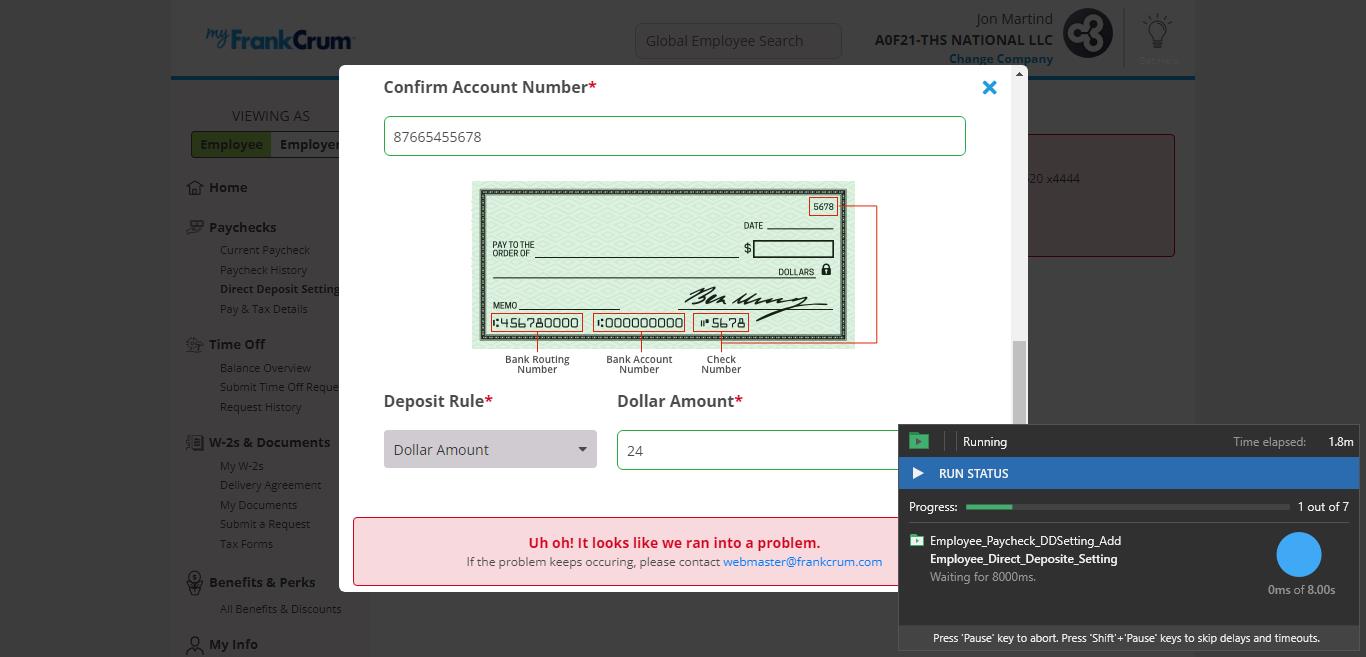 myFrankCrum
Global Employee Search
Jon Martind
A0F21-THS NATIONAL LLC
Change Company
VIEWING AS
Employee Employer
Home
Paychecks
Current Paycheck
Paycheck History
Direct Deposit Setting
Pay & Tax Details
Time Off
Balance Overview
Submit Time Off Reque
Request History
W-2s & Documents
My W-2s
Delivery Agreement
My Documents
Submit a Request
Tax Forms
Benefits & Perks
All Benefits & Discounts
My Info
Confirm Account Number*
87665455678
5678
DATE
PAY TO THE
ORDER OF
$
DOLLARS
MEMO
⑆456780000 ⑆000000000 ⑈5678
Bank Routing
Number
Bank Account
Number
Check
Number
Deposit Rule*
Dollar Amount*
Dollar Amount
24
Uh oh! It looks like we ran into a problem.
If the problem keeps occuring, please contact webmaster@frankcrum.com
20 x4444
Running
Time elapsed: 1.8m
RUN STATUS
Progress: 1 out of 7
Employee_Paycheck_DDSetting_Add
Employee_Direct_Deposite_Setting
Waiting for 8000ms.
0ms of 8.00s
Press 'Pause' key to abort. Press 'Shift'+'Pause' keys to skip delays and timeouts.